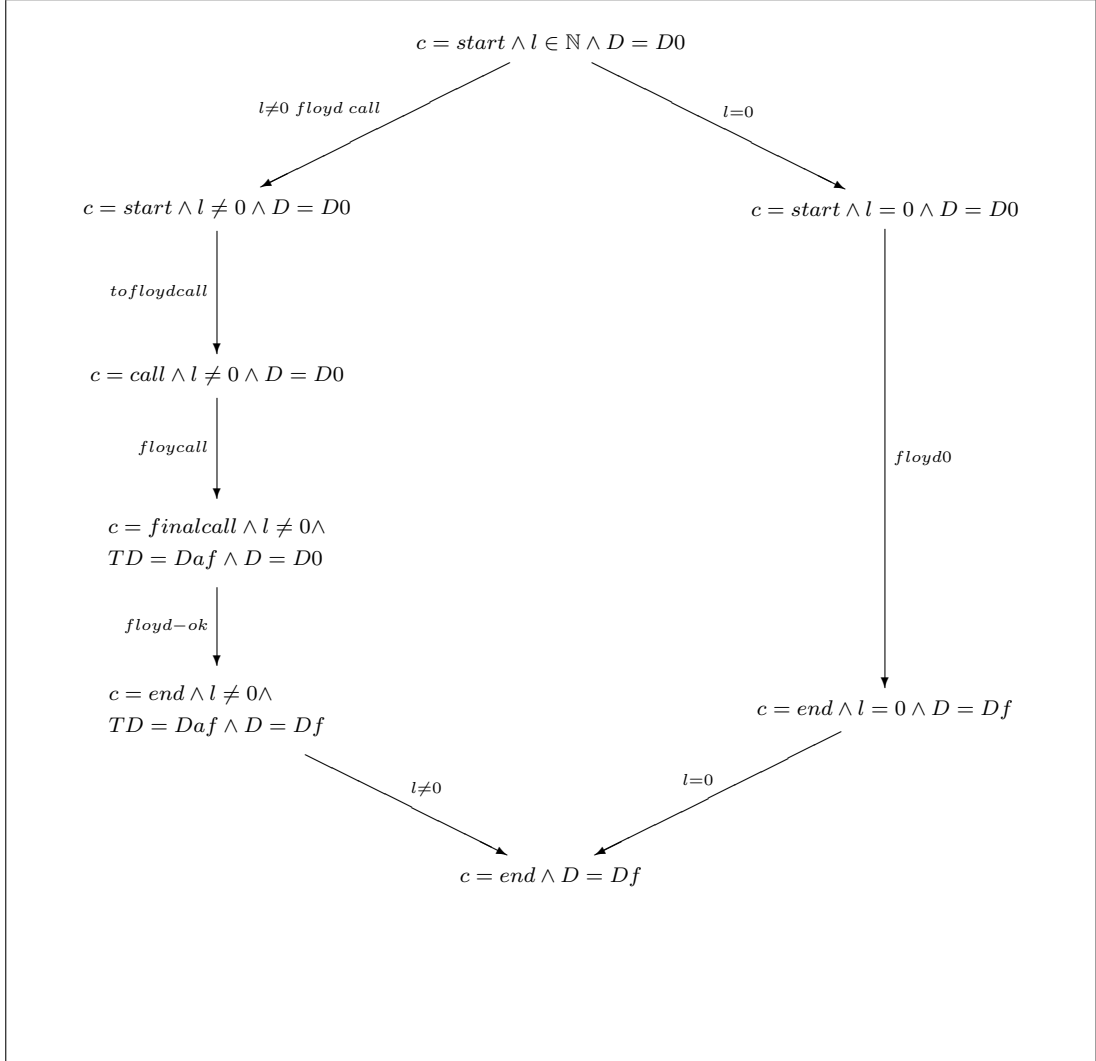 c = start ∧ l ∈ ℕ ∧ D = D0
l≠0 floyd call
l=0
c = start ∧ l ≠ 0 ∧ D = D0
c = start ∧ l = 0 ∧ D = D0
tofloydcall
c = call ∧ l ≠ 0 ∧ D = D0
floycall
floyd0
c = finalcall ∧ l ≠ 0∧
TD = Daf ∧ D = D0
floyd−ok
c = end ∧ l ≠ 0∧
TD = Daf ∧ D = Df
c = end ∧ l = 0 ∧ D = Df
l≠0
l=0
c = end ∧ D = Df